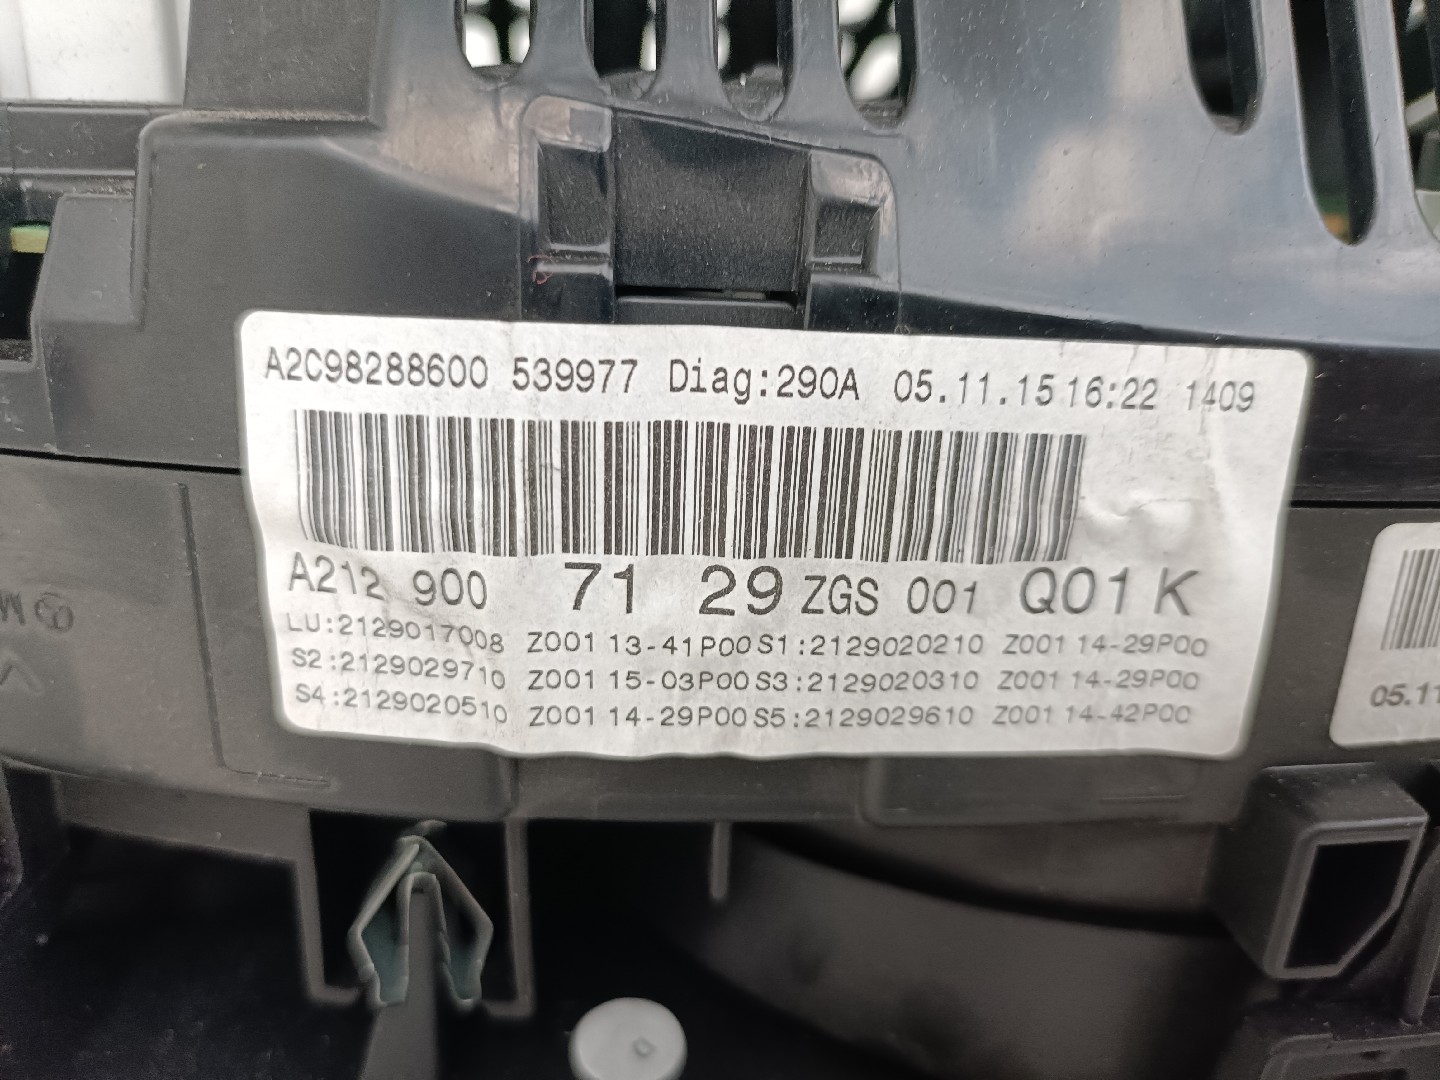 A2C98288600 539977 Diag:290A 05.11.15 16:22 1409
A212 900 71 29 ZGS 001 Q01 K
LU:2129017008 Z001 13-41P00 S1:2129020210 Z001 14-29P00
S2:2129029710 Z001 15-03P00 S3:2129020310 Z001 14-29P00
S4:2129020510 Z001 14-29P00 S5:2129029610 Z001 14-42P00
05.11